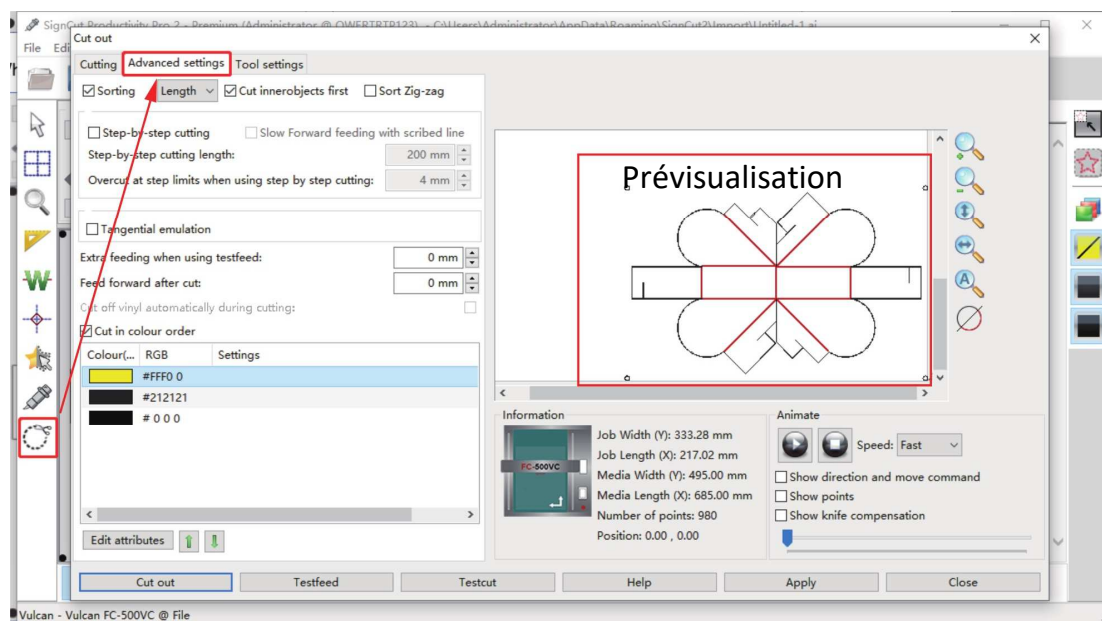 SignCut Productivity Pro 2 - Premium (Administrator @ QWERTRTP123) - C:\Users\Administrator\AppData\Roaming\SignCut2\Import\Untitled-1.ai
File Edi
Cut out
Cutting Advanced settings Tool settings
Sorting Length Cut innerobjects first Sort Zig-zag
Step-by-step cutting Slow Forward feeding with scribed line
Step-by-step cutting length: 200 mm
Overcut at step limits when using step by step cutting: 4 mm
Tangential emulation
Extra feeding when using testfeed: 0 mm
Feed forward after cut: 0 mm
Cut off vinyl automatically during cutting:
Cut in colour order
Colour(... RGB Settings
#FFF0 0
#212121
# 0 0 0
Edit attributes
Prévisualisation
A
Information
FC-500VC
Job Width (Y): 333.28 mm
Job Length (X): 217.02 mm
Media Width (Y): 495.00 mm
Media Length (X): 685.00 mm
Number of points: 980
Position: 0.00 , 0.00
Animate
Speed: Fast
Show direction and move command
Show points
Show knife compensation
Cut out Testfeed Testcut Help Apply Close
Vulcan - Vulcan FC-500VC @ File